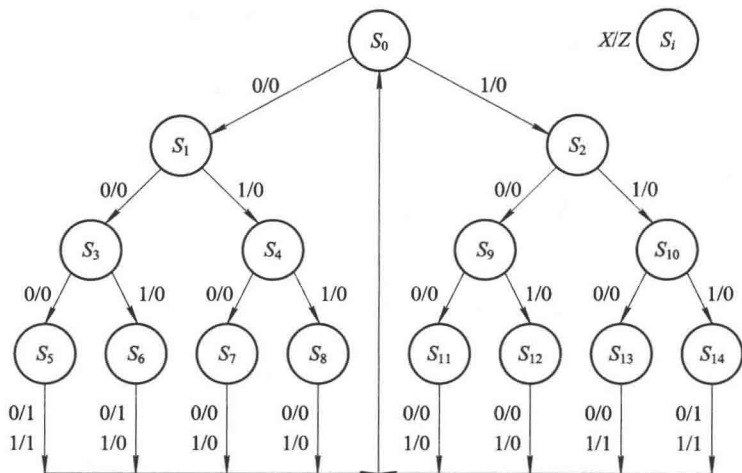 S₀ X/Z Sᵢ
0/0 1/0
S₁ S₂
0/0 1/0 0/0 1/0
S₃ S₄ S₉ S₁₀
0/0 1/0 0/0 1/0 0/0 1/0 0/0 1/0
S₅ S₆ S₇ S₈ S₁₁ S₁₂ S₁₃ S₁₄
0/1 0/1 0/0 0/0 0/0 0/0 0/0 0/1
1/1 1/0 1/0 1/0 1/0 1/0 1/1 1/1